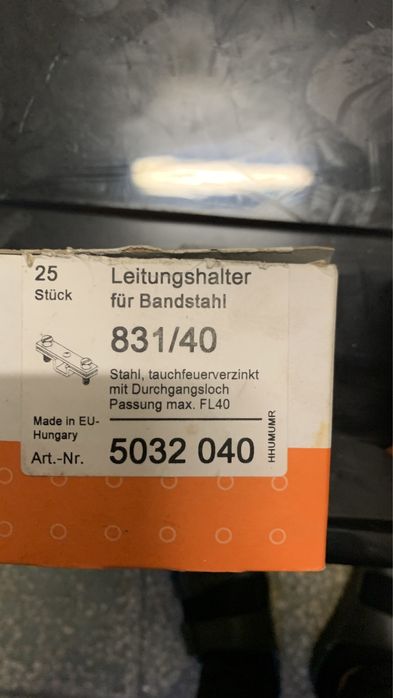 25
Stück
Leitungshalter
für Bandstahl
831/40
Stahl, tauchfeuerverzinkt
mit Durchgangsloch
Passung max. FL40
Made in EU-
Hungary
Art.-Nr.
5032 040
HHUMUMR